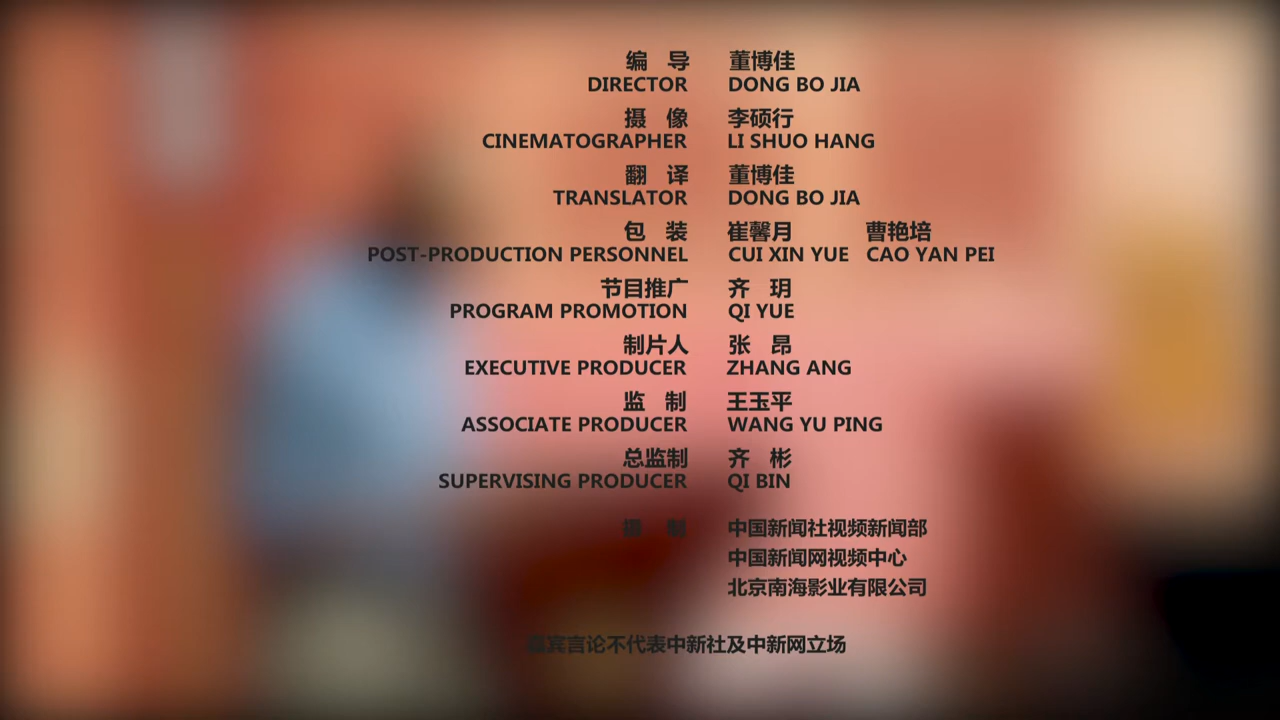 编 导 董博佳
DIRECTOR DONG BO JIA
摄 像 李硕行
CINEMATOGRAPHER LI SHUO HANG
翻 译 董博佳
TRANSLATOR DONG BO JIA
包 装 崔馨月 曹艳培
POST-PRODUCTION PERSONNEL CUI XIN YUE CAO YAN PEI
节目推广 齐 玥
PROGRAM PROMOTION QI YUE
制片人 张 昂
EXECUTIVE PRODUCER ZHANG ANG
监 制 王玉平
ASSOCIATE PRODUCER WANG YU PING
总监制 齐 彬
SUPERVISING PRODUCER QI BIN
摄 制 中国新闻社视频新闻部
中国新闻网视频中心
北京南海影业有限公司
嘉宾言论不代表中新社及中新网立场